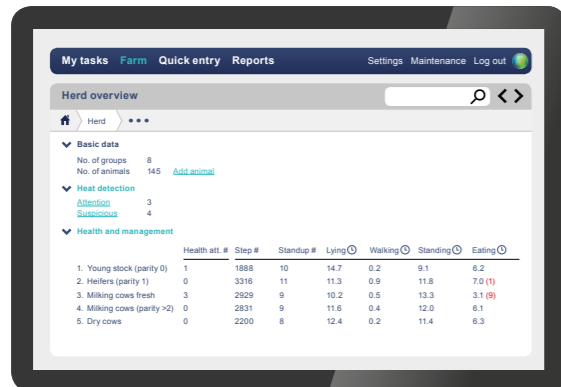 My tasks Farm Quick entry Reports Settings Maintenance Log out
Herd overview
Herd
Basic data
No. of groups 8
No. of animals 145 Add animal
Heat detection
Attention 3
Suspicious 4
Health and management
Health att. # Step # Standup # Lying Walking Standing Eating
1. Young stock (parity 0) 1 1888 10 14.7 0.2 9.1 6.2
2. Heifers (parity 1) 0 3316 11 11.3 0.9 11.8 7.0 (1)
3. Milking cows fresh 3 2929 9 10.2 0.5 13.3 3.1 (9)
4. Milking cows (parity >2) 0 2831 9 11.6 0.4 12.0 6.1
5. Dry cows 0 2200 8 12.4 0.2 11.4 6.3